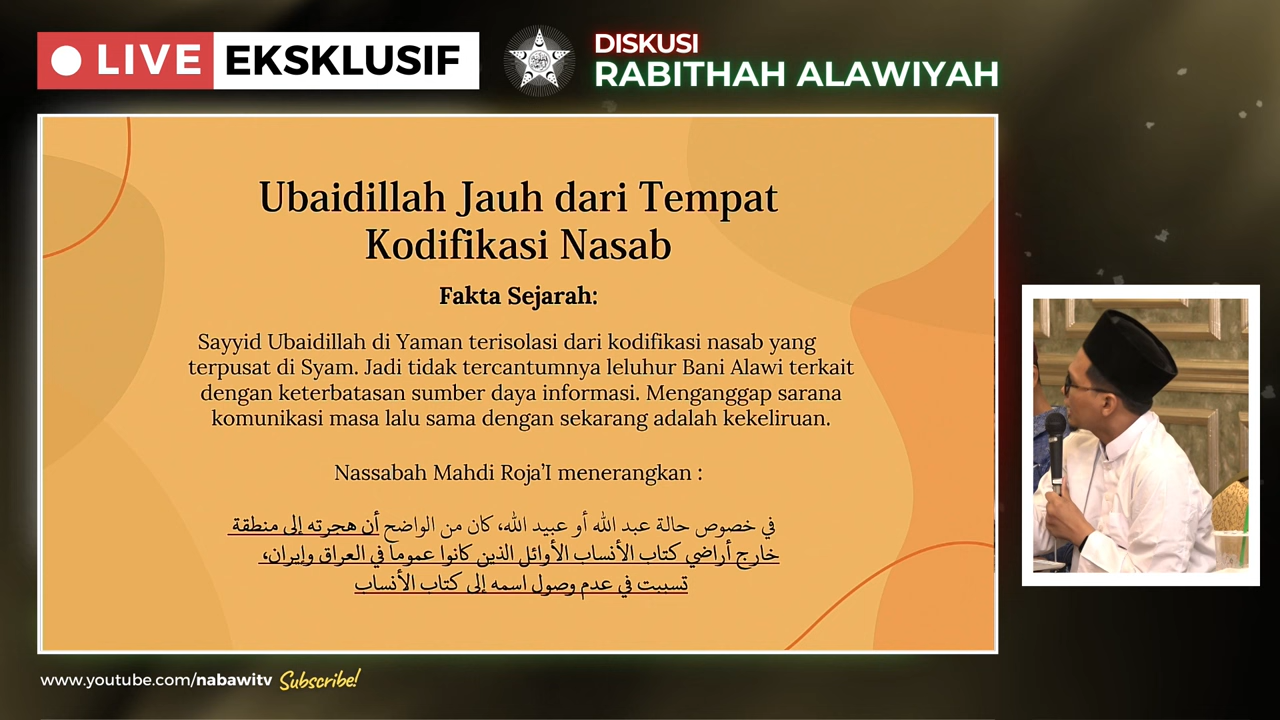 LIVE EKSKLUSIF
DISKUSI
RABITHAH ALAWIYAH
Ubaidillah Jauh dari Tempat
Kodifikasi Nasab
Fakta Sejarah:
Sayyid Ubaidillah di Yaman terisolasi dari kodifikasi nasab yang
terpusat di Syam. Jadi tidak tercantumnya leluhur Bani Alawi terkait
dengan keterbatasan sumber daya informasi. Menganggap sarana
komunikasi masa lalu sama dengan sekarang adalah kekeliruan.
Nassabah Mahdi Roja’I menerangkan :
في خصوص حالة عبد الله أو عبيد الله، كان من الواضح أن هجرته إلى منطقة
خارج أراضي كتاب الأنساب الأوائل الذين كانوا عموما في العراق وإيران،
تسببت في عدم وصول اسمه إلى كتاب الأنساب
www.youtube.com/nabawitv Subscribe!